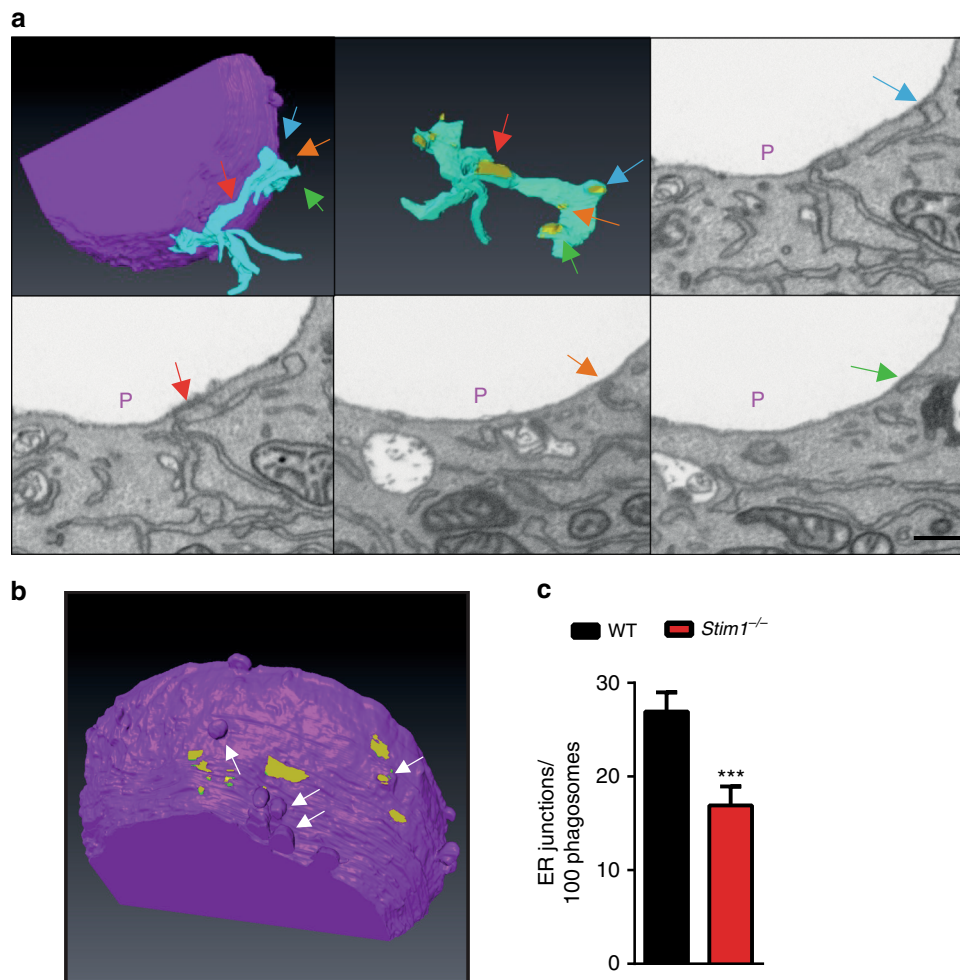 a
P
P
P
P
b
c
WT
Stim1⁻/⁻
30
20
10
0
***
ER junctions/
100 phagosomes